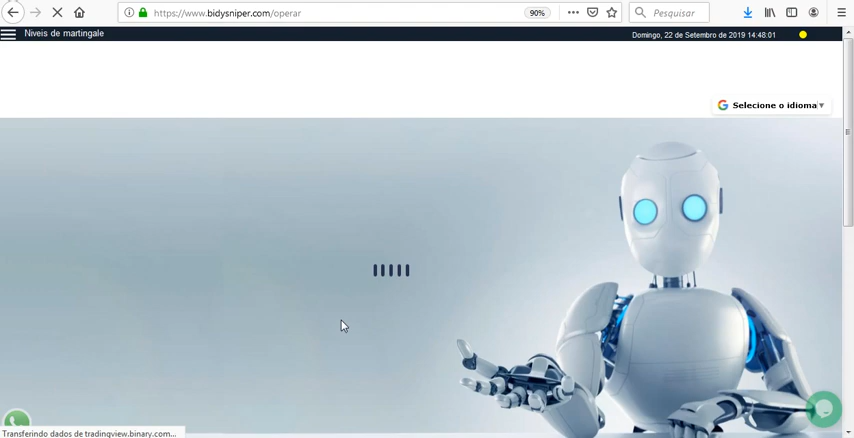 https://www.bidysniper.com/operar
90%
Pesquisar
Niveis de martingale
Domingo, 22 de Setembro de 2019 14:48:01
G Selecione o idioma ▼
Transferindo dados de tradingview.binary.com...